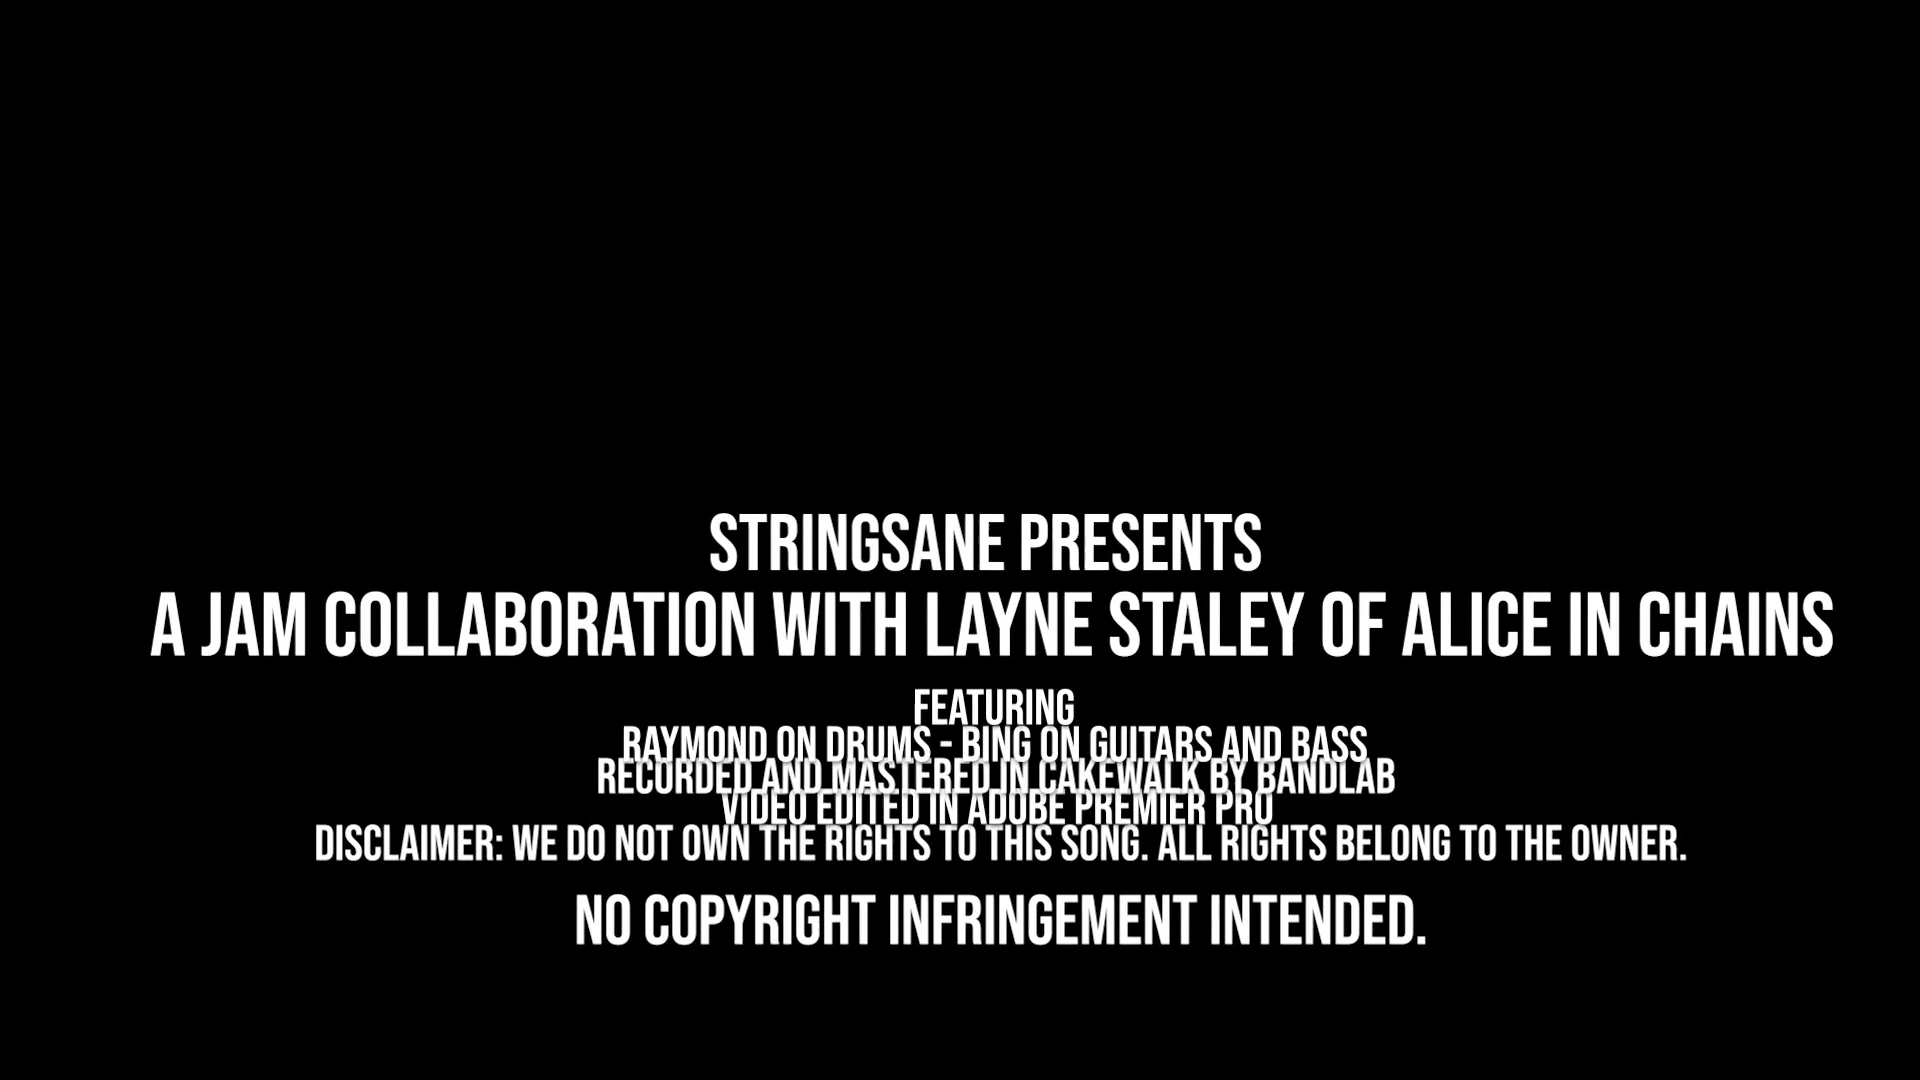 STRINGSANE PRESENTS
A JAM COLLABORATION WITH LAYNE STALEY OF ALICE IN CHAINS
FEATURING
RAYMOND ON DRUMS - BING ON GUITARS AND BASS
RECORDED AND MASTERED IN CAKEWALK BY BANDLAB
VIDEO EDITED IN ADOBE PREMIER PRO
DISCLAIMER: WE DO NOT OWN THE RIGHTS TO THIS SONG. ALL RIGHTS BELONG TO THE OWNER.
NO COPYRIGHT INFRINGEMENT INTENDED.